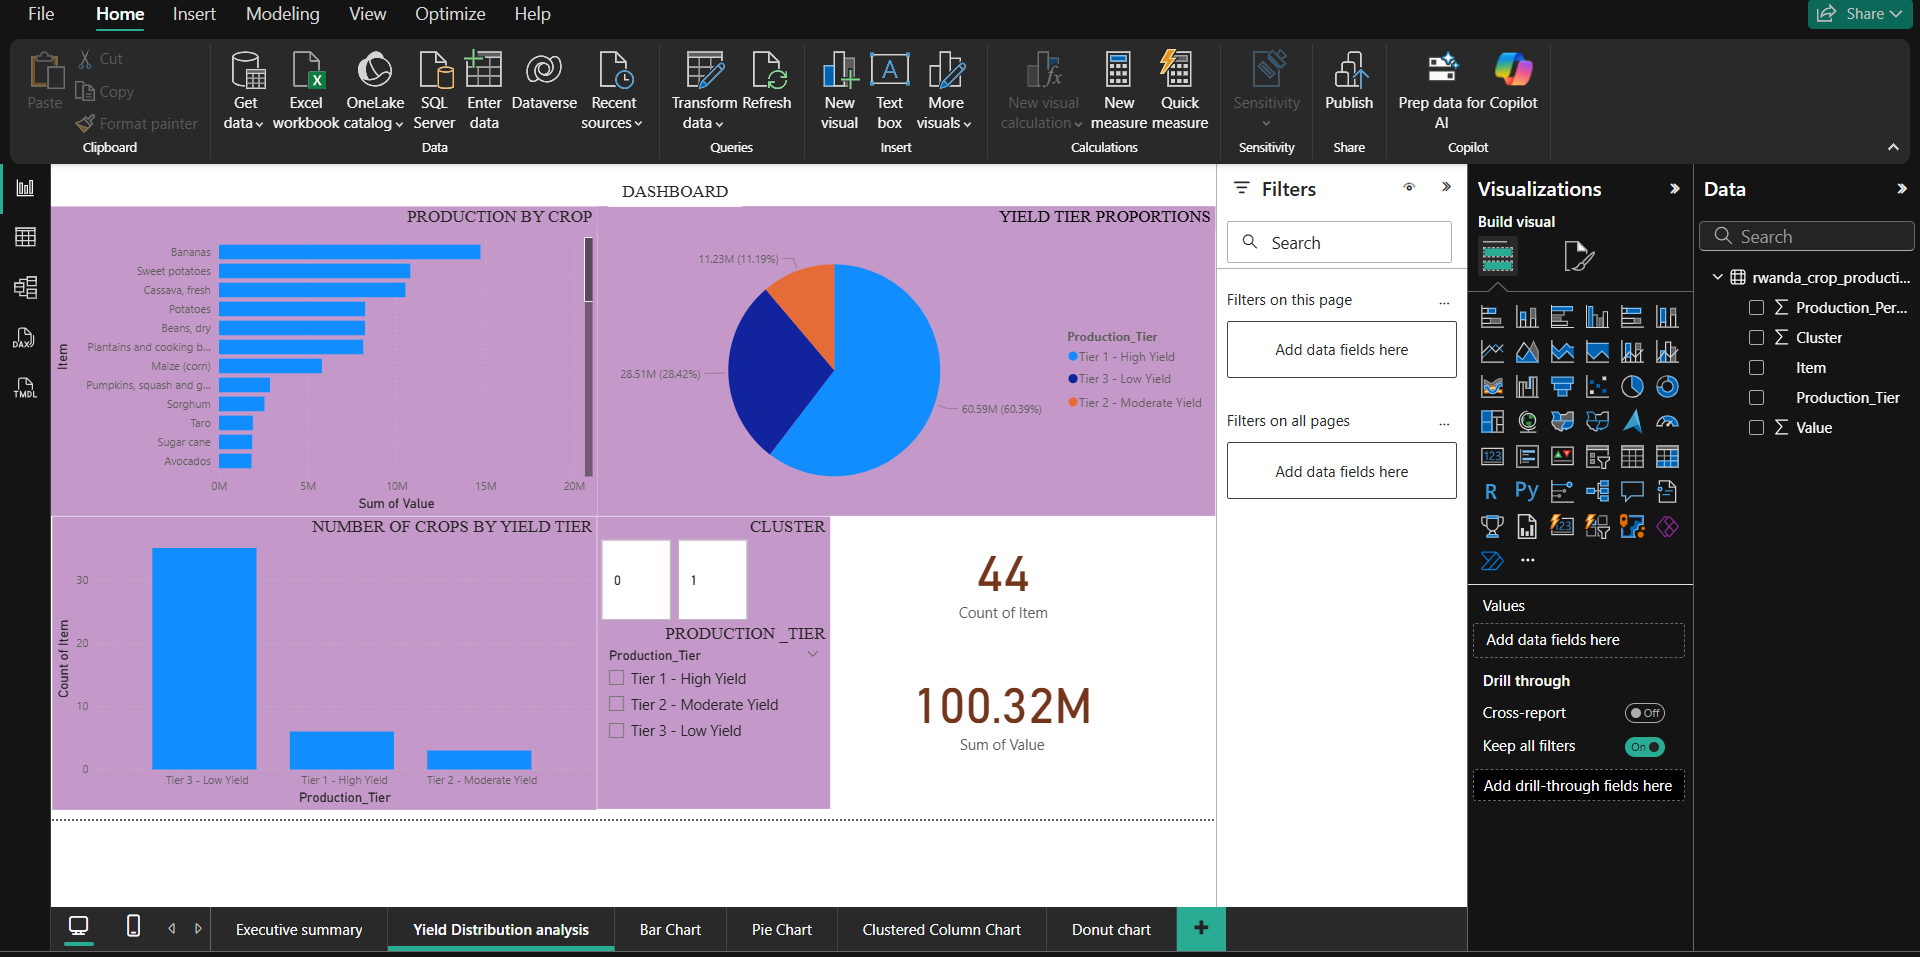 File Home Insert Modeling View Optimize Help Share
Paste
Cut
Copy
Format painter
Clipboard
Get data
Excel workbook
OneLake catalog
SQL Server
Enter data
Dataverse
Recent sources
Data
Transform data
Refresh
Queries
New visual
Text box
More visuals
Insert
New visual calculation
New measure
Quick measure
Calculations
Sensitivity
Sensitivity
Publish
Share
Prep data for AI
Copilot
Copilot
DAX
TMDL
DASHBOARD
PRODUCTION BY CROP
Item
Bananas
Sweet potatoes
Cassava, fresh
Potatoes
Beans, dry
Plantains and cooking b...
Maize (corn)
Pumpkins, squash and g...
Sorghum
Taro
Sugar cane
Avocados
0M 5M 10M 15M 20M
Sum of Value
YIELD TIER PROPORTIONS
11.23M (11.19%)
28.51M (28.42%)
60.59M (60.39%)
Production_Tier
Tier 1 - High Yield
Tier 3 - Low Yield
Tier 2 - Moderate Yield
NUMBER OF CROPS BY YIELD TIER
Count of Item
30
20
10
0
Tier 3 - Low Yield Tier 1 - High Yield Tier 2 - Moderate Yield
Production_Tier
CLUSTER
0 1
PRODUCTION _TIER
Production_Tier
Tier 1 - High Yield
Tier 2 - Moderate Yield
Tier 3 - Low Yield
44
Count of Item
100.32M
Sum of Value
Filters
Search
Filters on this page ...
Add data fields here
Filters on all pages ...
Add data fields here
Visualizations
Build visual
123
R Py
123
...
Values
Add data fields here
Drill through
Cross-report Off
Keep all filters On
Add drill-through fields here
Data
Search
rwanda_crop_producti...
Production_Per...
Cluster
Item
Production_Tier
Value
Executive summary Yield Distribution analysis Bar Chart Pie Chart Clustered Column Chart Donut chart +